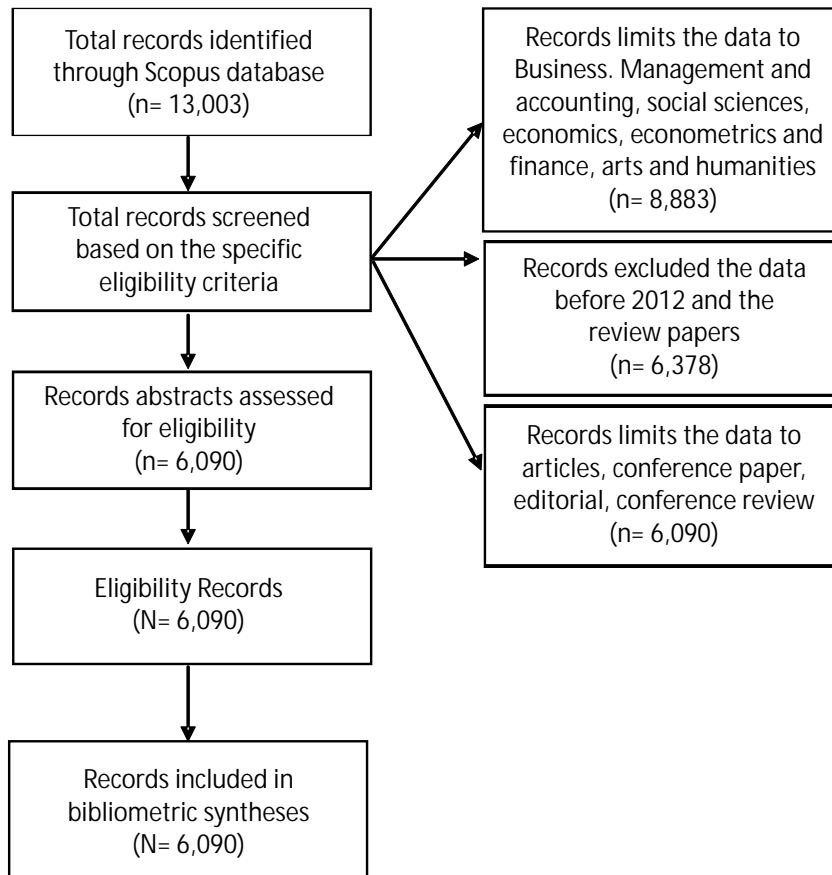 Total records identified
through Scopus database
(n= 13,003)
Total records screened
based on the specific
eligibility criteria
Records limits the data to
Business. Management and
accounting, social sciences,
economics, econometrics and
finance, arts and humanities
(n= 8,883)
Records excluded the data
before 2012 and the
review papers
(n= 6,378)
Records limits the data to
articles, conference paper,
editorial, conference review
(n= 6,090)
Records abstracts assessed
for eligibility
(n= 6,090)
Eligibility Records
(N= 6,090)
Records included in
bibliometric syntheses
(N= 6,090)